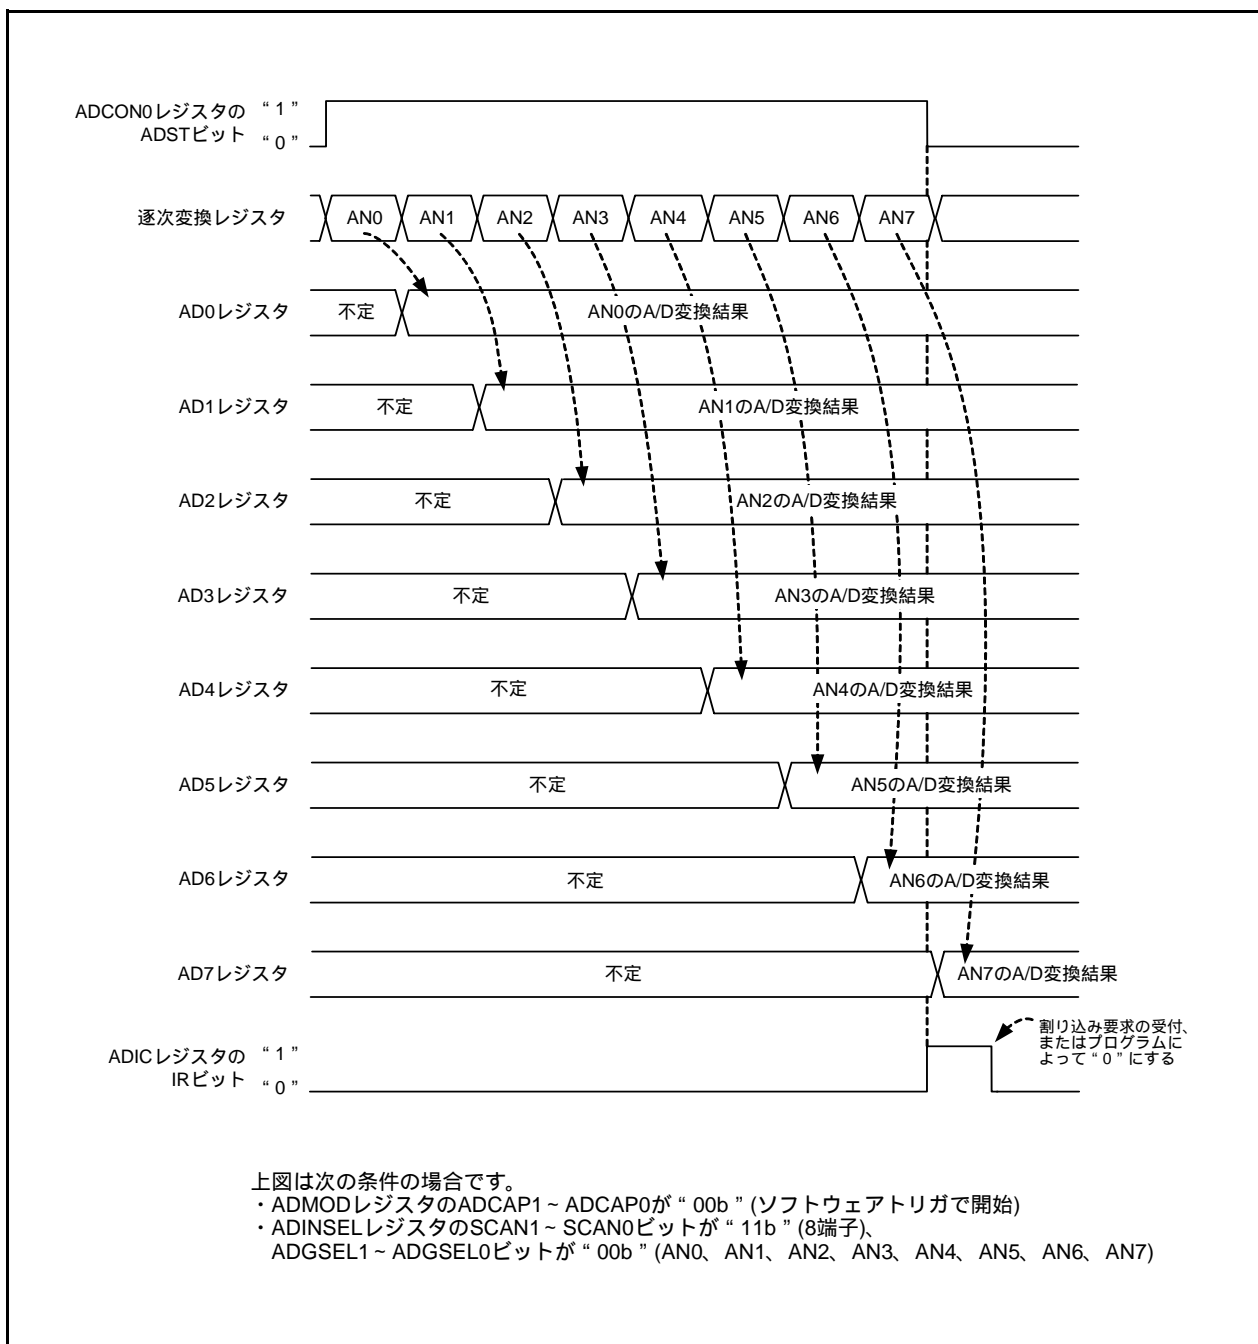 ADCON0レジスタの “ 1 ”
ADSTビット “ 0 ”
逐次変換レジスタ AN0 AN1 AN2 AN3 AN4 AN5 AN6 AN7
AD0レジスタ 不定 AN0のA/D変換結果
AD1レジスタ 不定 AN1のA/D変換結果
AD2レジスタ 不定 AN2のA/D変換結果
AD3レジスタ 不定 AN3のA/D変換結果
AD4レジスタ 不定 AN4のA/D変換結果
AD5レジスタ 不定 AN5のA/D変換結果
AD6レジスタ 不定 AN6のA/D変換結果
AD7レジスタ 不定 AN7のA/D変換結果
ADICレジスタの “ 1 ”
IRビット “ 0 ”
割り込み要求の受付、
またはプログラムに
よって“ 0 ”にする
上図は次の条件の場合です。
・ADMODレジスタのADCAP1~ADCAP0が“ 00b ”(ソフトウェアトリガで開始)
・ADINSELレジスタのSCAN1~SCAN0ビットが“ 11b ”(8端子)、
ADGSEL1~ADGSEL0ビットが“ 00b ”(AN0、AN1、AN2、AN3、AN4、AN5、AN6、AN7)